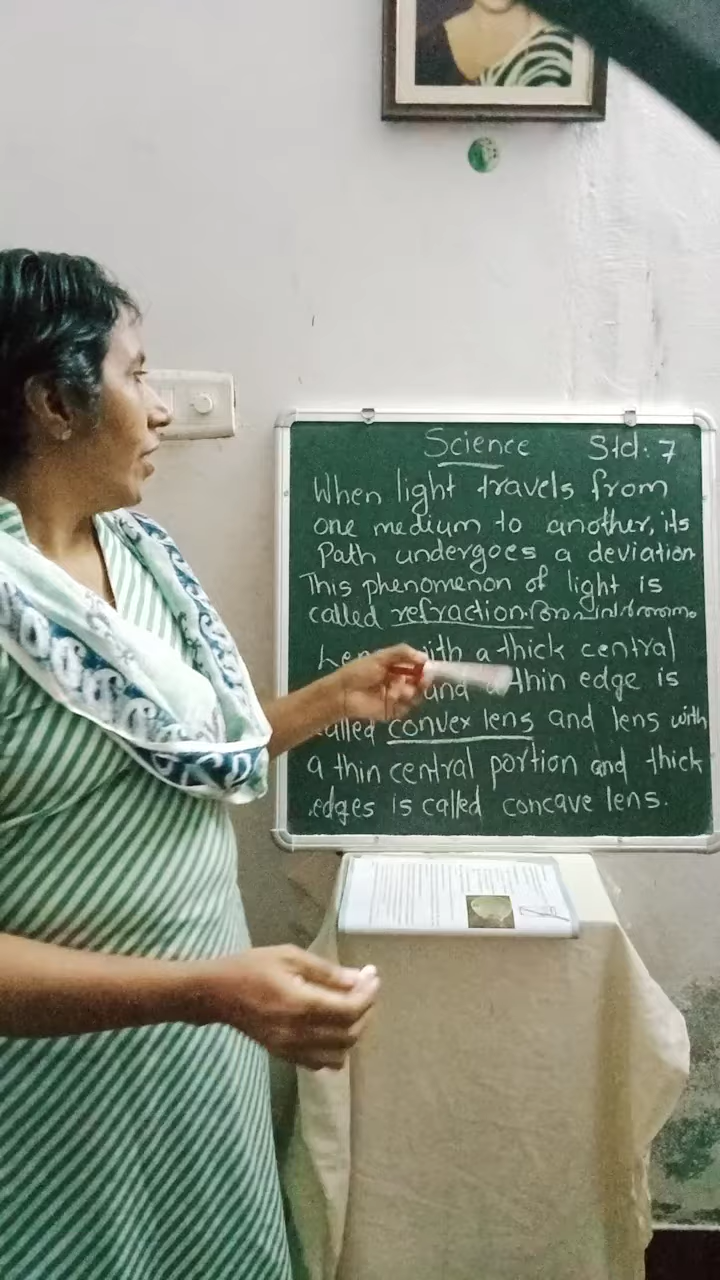 Science Std: 7
When light travels from
one medium to another, its
Path undergoes a deviation
This phenomenon of light is
called refraction.
with a thick central
thin edge is
called convex lens and lens with
a thin central portion and thick
edges is called concave lens.